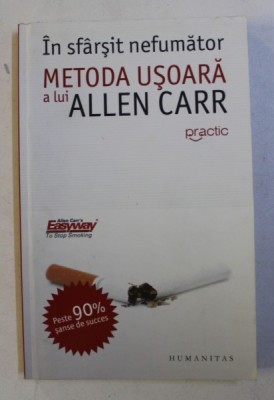 În sfârșit nefumător
METODA UȘOARĂ
a lui ALLEN CARR
practic
Allen Carr's
Easyway
To Stop Smoking
Peste 90%
șanse de succes
HUMANITAS